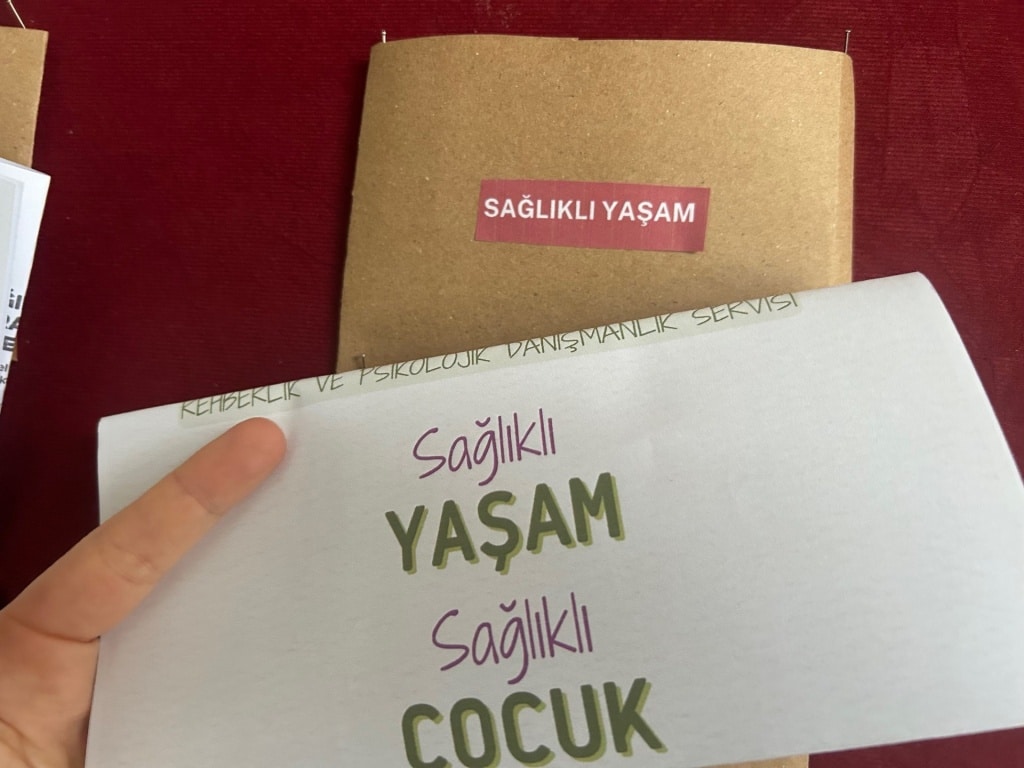 SAĞLIKLI YAŞAM
REHBERLİK VE PSİKOLOJİK DANIŞMANLIK SERVİSİ
Sağlıklı
YAŞAM
Sağlıklı
ÇOCUK